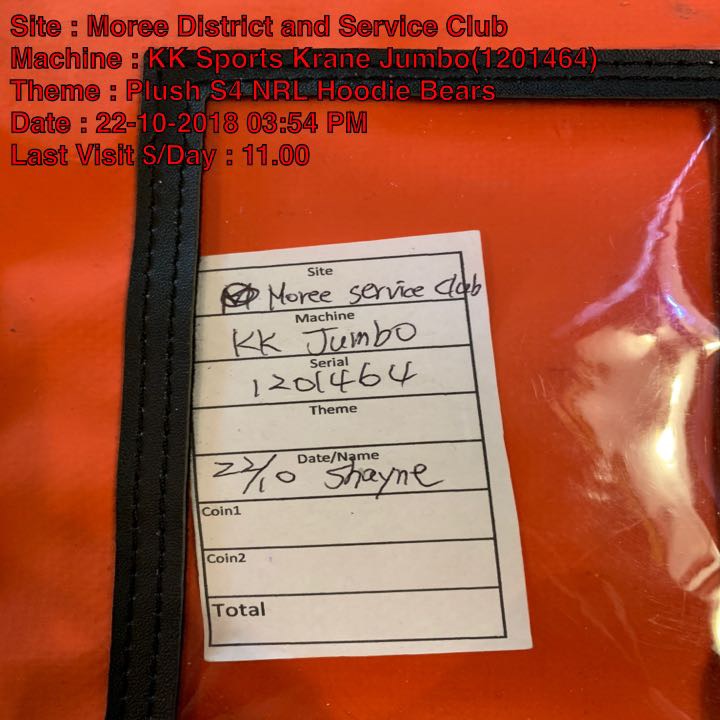 Site : Moree District and Service Club
Machine : KK Sports Krane Jumbo(1201464)
Theme : Plush S4 NRL Hoodie Bears
Date : 22-10-2018 03:54 PM
Last Visit S/Day : 11.00
Site
Moree service club
Machine
KK Jumbo
Serial
1201464
Theme
Date/Name
22/10 Shayne
Coin1
Coin2
Total